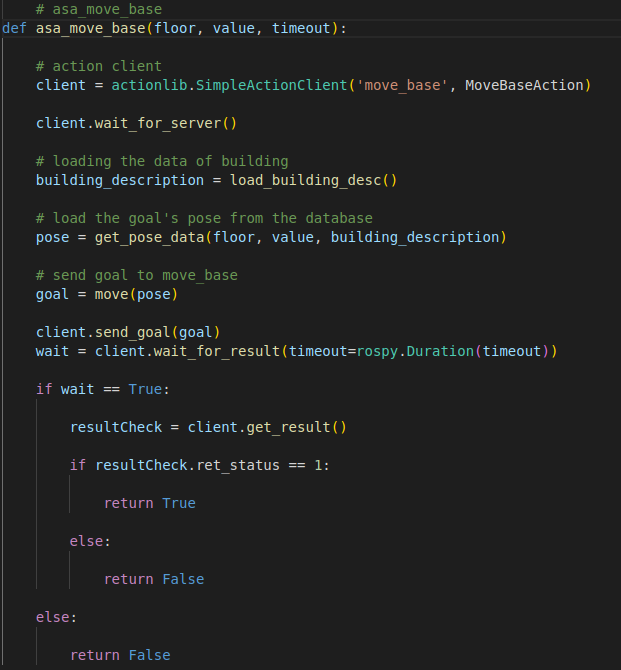 # asa_move_base
def asa_move_base(floor, value, timeout):
# action client
client = actionlib.SimpleActionClient('move_base', MoveBaseAction)
client.wait_for_server()
# loading the data of building
building_description = load_building_desc()
# load the goal's pose from the database
pose = get_pose_data(floor, value, building_description)
# send goal to move_base
goal = move(pose)
client.send_goal(goal)
wait = client.wait_for_result(timeout=rospy.Duration(timeout))
if wait == True:
resultCheck = client.get_result()
if resultCheck.ret_status == 1:
return True
else:
return False
else:
return False